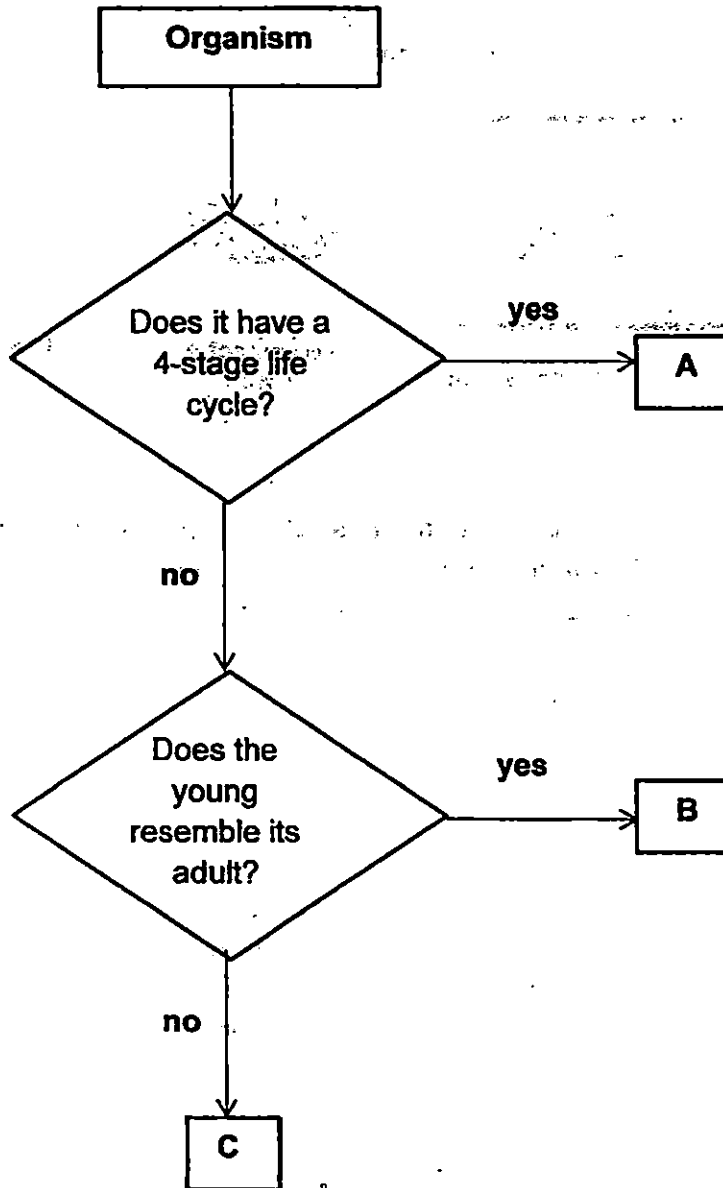 Organism
Does it have a
4-stage life
cycle?
yes
A
no
Does the
young
resemble its
adult?
yes
B
no
C